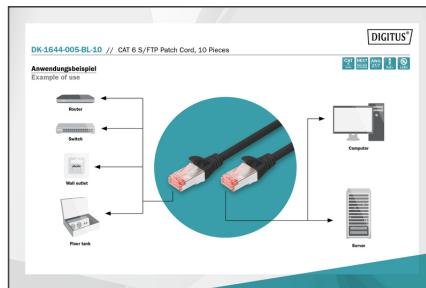 DIGITUS®
DK-1644-005-BL-10 // CAT 6 S/FTP Patch Cord, 10 Pieces
Anwendungsbeispiel
Example of use
Router
Switch
Wall outlet
Floor tank
Computer
Server